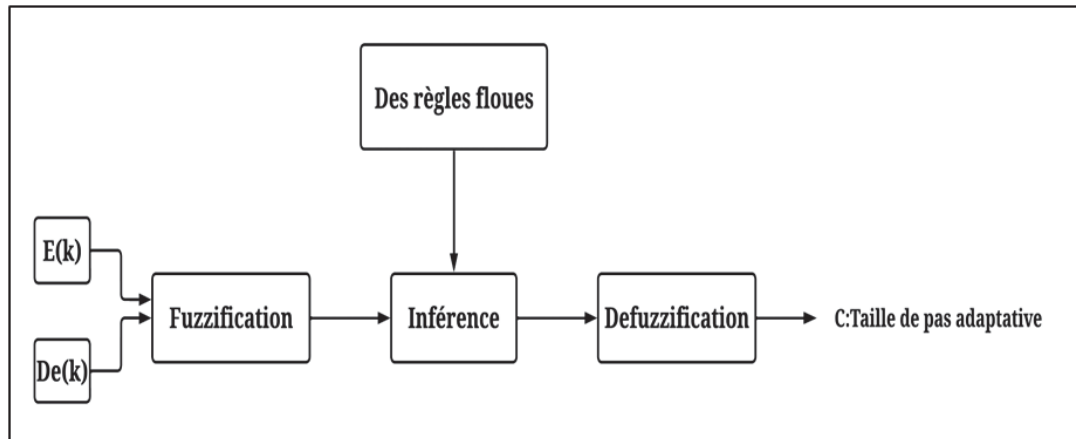 Des règles floues
E(k)
De(k)
Fuzzification
Inférence
Defuzzification
C:Taille de pas adaptative